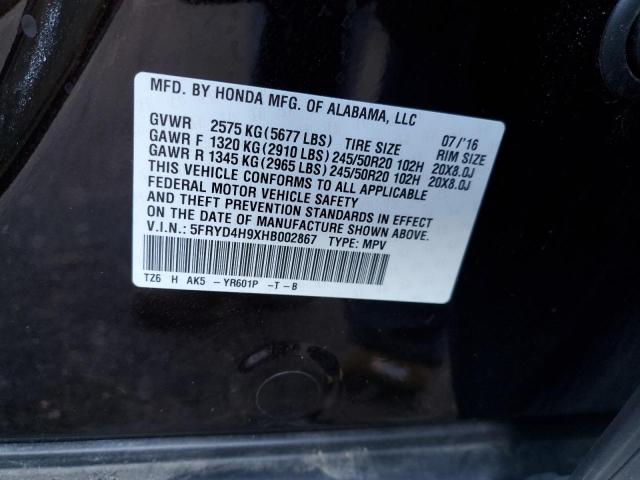 MFD. BY HONDA MFG. OF ALABAMA, LLC
GVWR 2575 KG(5677 LBS) TIRE SIZE 07/'16 RIM SIZE
GAWR F 1320 KG (2910 LBS) 245/50R20 102H 20X8.0J
GAWR R 1345 KG (2965 LBS) 245/50R20 102H 20X8.0J
THIS VEHICLE CONFORMS TO ALL APPLICABLE
FEDERAL MOTOR VEHICLE SAFETY
AND THEFT PREVENTION STANDARDS IN EFFECT
ON THE DATE OF MANUFACTURE SHOWN ABOVE.
V.I.N.: 5FRYD4H9XHB002867 TYPE: MPV
TZ6 H AK5 -YR601P -T-B